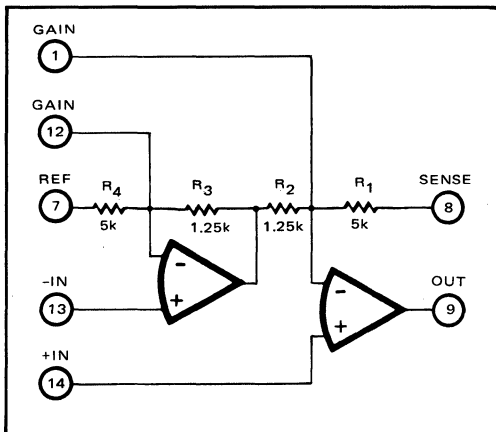 GAIN
1
GAIN
12
REF
7
R4
5k
R3
1.25k
R2
1.25k
R1
5k
SENSE
8
-IN
13
−
+
OUT
9
−
+
+IN
14